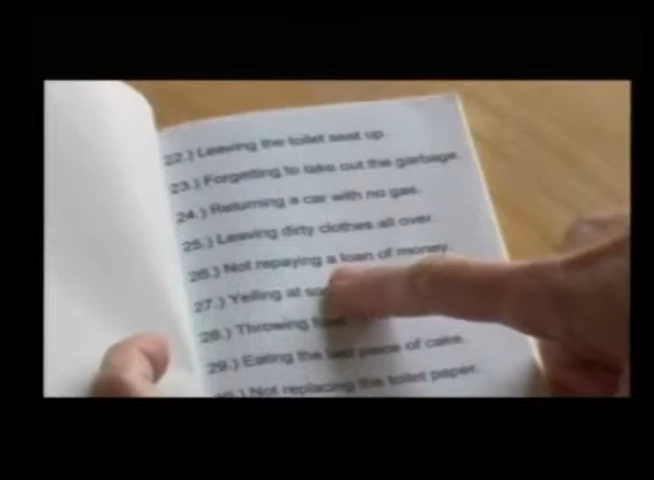 22.) Leaving the toilet seat up.
23.) Forgetting to take out the garbage.
24.) Returning a car with no gas.
25.) Leaving dirty clothes all over.
26.) Not repaying a loan of money.
27.) Yelling at
28.) Throwing
29.) Eating the last piece of cake.
30.) Not replacing the toilet paper.